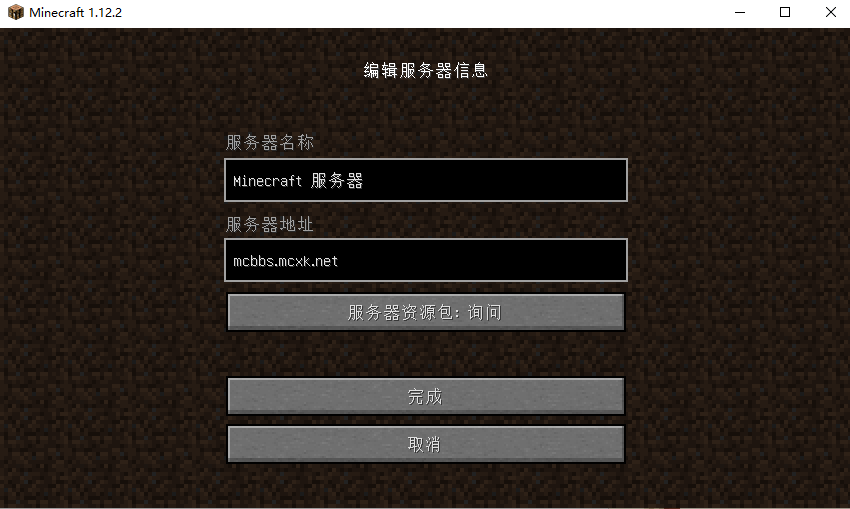 Minecraft 1.12.2
编辑服务器信息
服务器名称
Minecraft 服务器
服务器地址
mcbbs.mcxk.net
服务器资源包: 询问
完成
取消